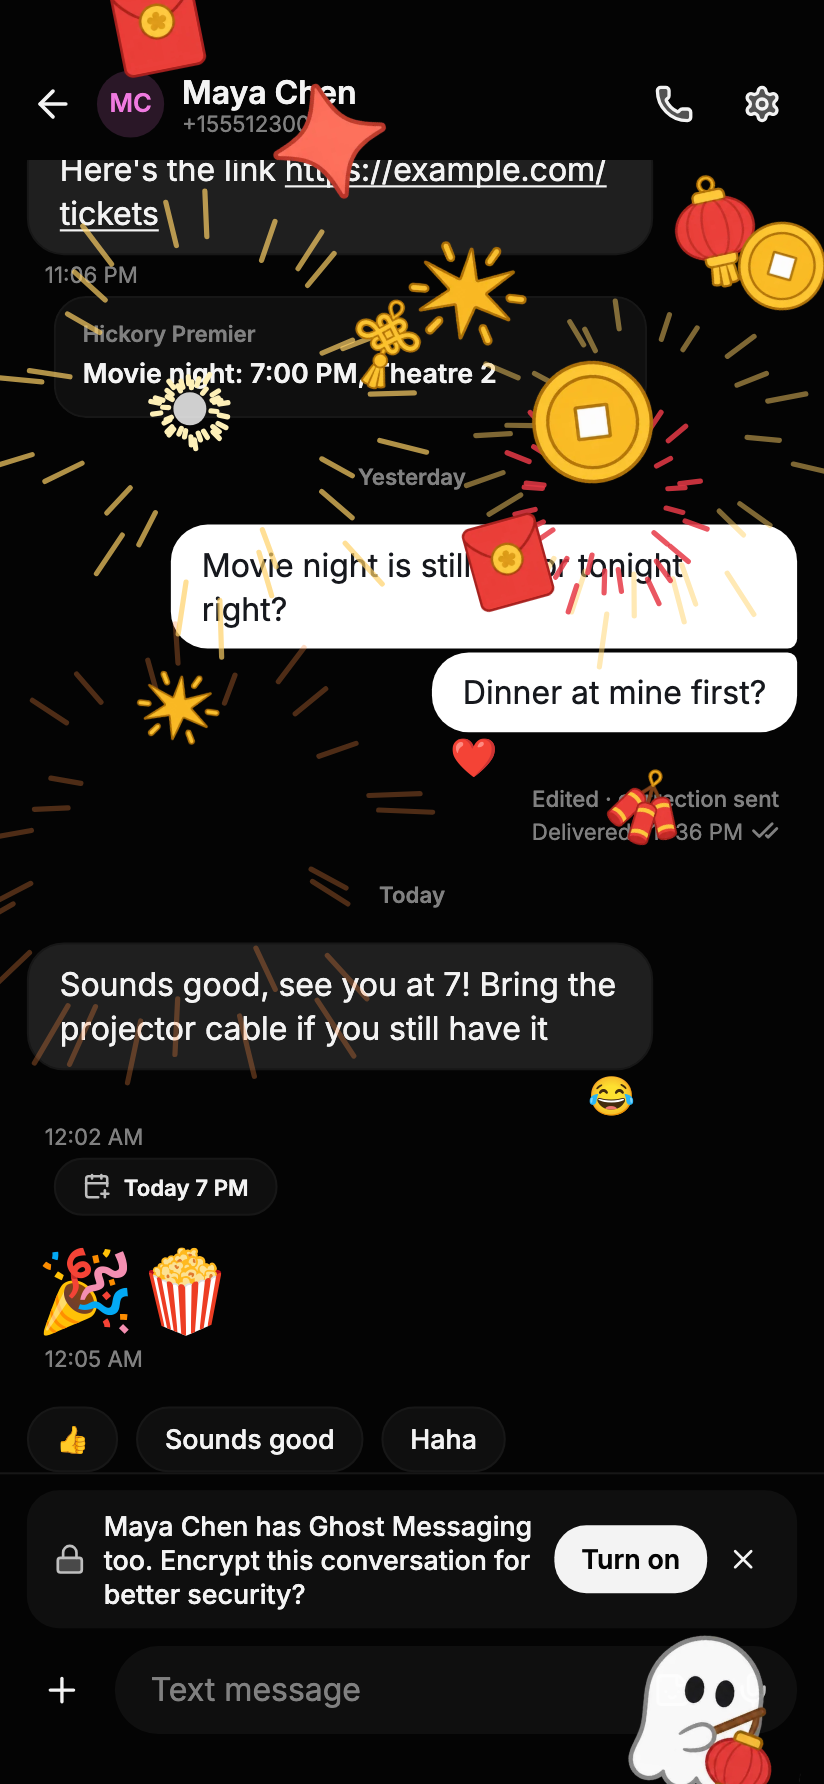 MC
Maya Chen
+155512300
Here's the link https://example.com/
tickets
11:06 PM
Hickory Premier
Movie night: 7:00 PM, Theatre 2
Yesterday
Movie night is still for tonight
right?
Dinner at mine first?
Edited · sent
Delivered 36 PM
Today
Sounds good, see you at 7! Bring the
projector cable if you still have it
12:02 AM
Today 7 PM
12:05 AM
Sounds good
Haha
Maya Chen has Ghost Messaging
too. Encrypt this conversation for
better security?
Turn on
Text message